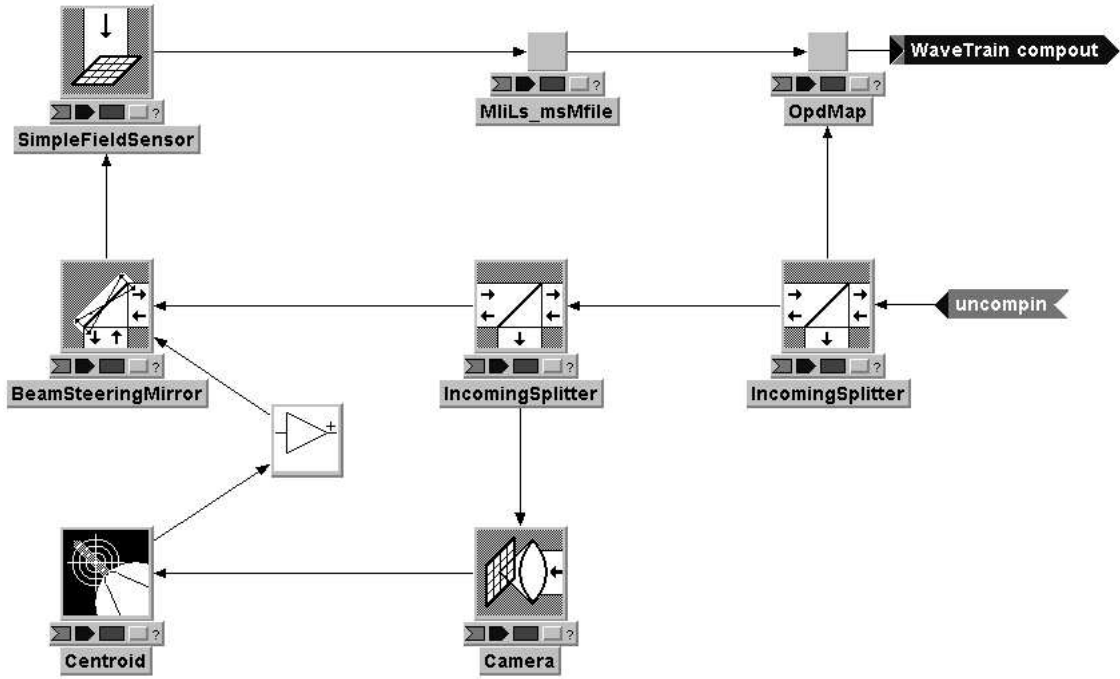 WaveTrain compout
? ? ?
SimpleFieldSensor MliLs_msMfile OpdMap
uncompin
? ? ?
BeamSteeringMirror IncomingSplitter IncomingSplitter
+
? ?
Centroid Camera